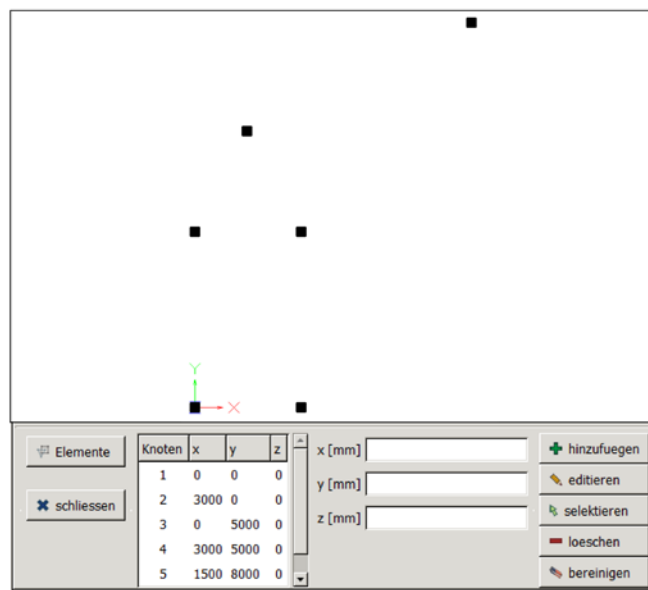 Y
X
Elemente
schliessen
Knoten x y z
1 0 0 0
2 3000 0 0
3 0 5000 0
4 3000 5000 0
5 1500 8000 0
x [mm]
y [mm]
z [mm]
hinzufuegen
editieren
selektieren
loeschen
bereinigen